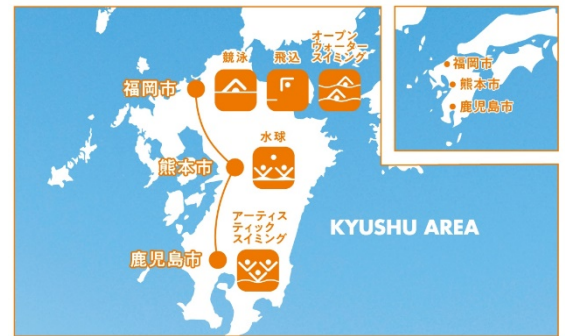 オープン
ウォーター
スイミング
競泳
飛込
福岡市
水球
熊本市
アーティス
ティック
スイミング
鹿児島市
KYUSHU AREA
福岡市
熊本市
鹿児島市